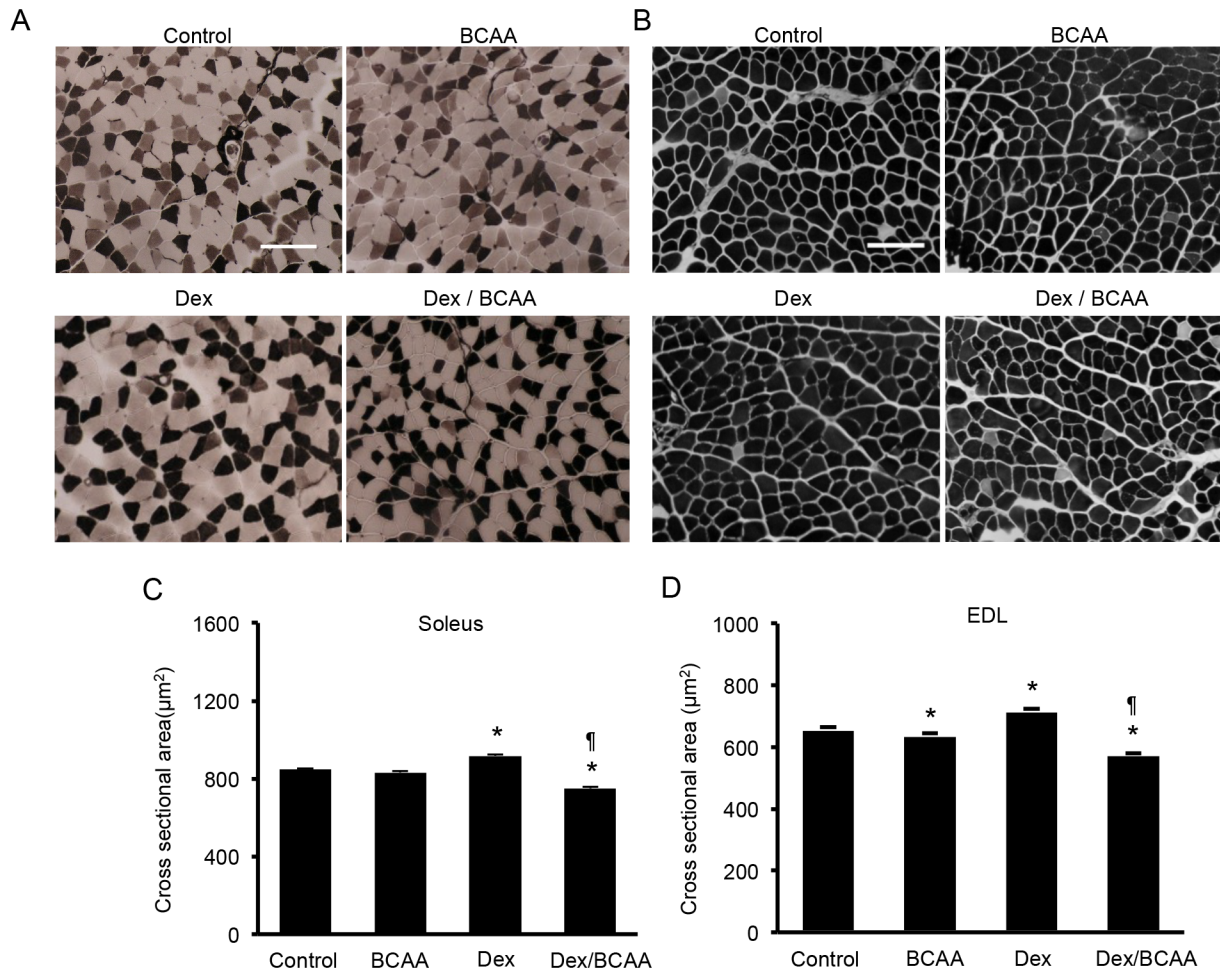 A
B
Control
BCAA
Control
BCAA
Dex
Dex / BCAA
Dex
Dex / BCAA
C
D
Soleus
EDL
Cross sectional area(µm²)
1600
1200
800
400
0
*
¶
*
Control
BCAA
Dex
Dex/BCAA
Cross sectional area (µm²)
1000
800
600
400
200
0
*
*
¶
*
Control
BCAA
Dex
Dex/BCAA